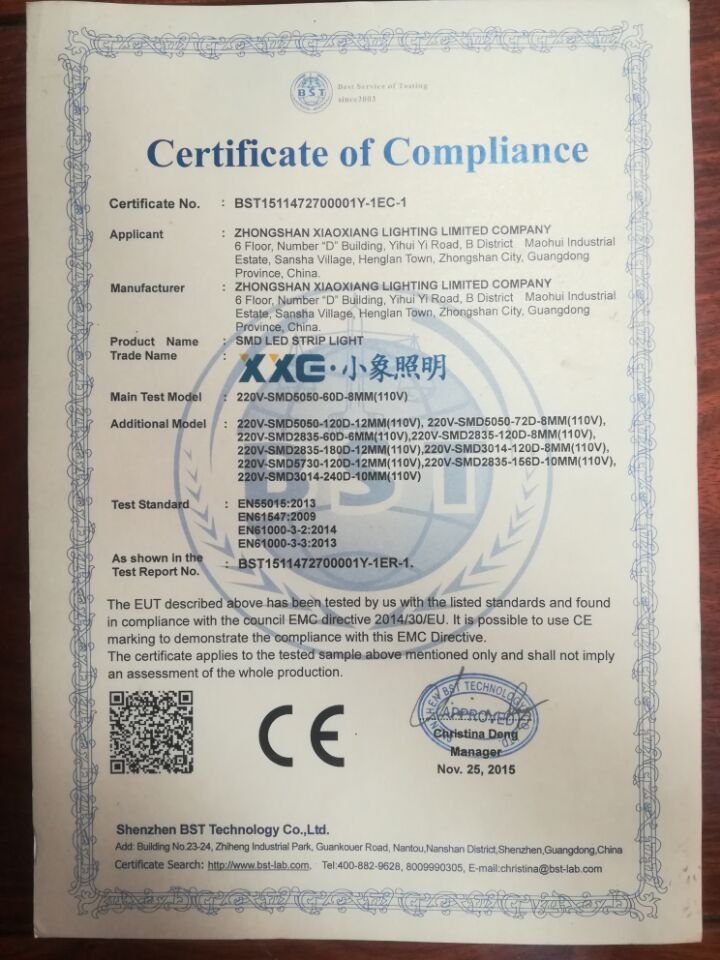 BST
Best Service of Testing
since2003
Certificate of Compliance
Certificate No. : BST1511472700001Y-1EC-1
Applicant : ZHONGSHAN XIAOXIANG LIGHTING LIMITED COMPANY
6 Floor, Number “D” Building, Yihui Yi Road, B District Maohui Industrial
Estate, Sansha Village, Henglan Town, Zhongshan City, Guangdong
Province, China.
Manufacturer : ZHONGSHAN XIAOXIANG LIGHTING LIMITED COMPANY
6 Floor, Number “D” Building, Yihui Yi Road, B District Maohui Industrial
Estate, Sansha Village, Henglan Town, Zhongshan City, Guangdong
Province, China.
Product Name : SMD LED STRIP LIGHT
Trade Name : XXE·小象照明
Main Test Model : 220V-SMD5050-60D-8MM(110V)
Additional Model : 220V-SMD5050-120D-12MM(110V), 220V-SMD5050-72D-8MM(110V),
220V-SMD2835-60D-6MM(110V),220V-SMD2835-120D-8MM(110V),
220V-SMD2835-180D-12MM(110V),220V-SMD3014-120D-8MM(110V),
220V-SMD5730-120D-12MM(110V),220V-SMD2835-156D-10MM(110V),
220V-SMD3014-240D-10MM(110V)
BST
Test Standard : EN55015:2013
EN61547:2009
EN61000-3-2:2014
EN61000-3-3:2013
As shown in the
Test Report No. : BST1511472700001Y-1ER-1.
The EUT described above has been tested by us with the listed standards and found
in compliance with the council EMC directive 2014/30/EU. It is possible to use CE
marking to demonstrate the compliance with this EMC Directive.
The certificate applies to the tested sample above mentioned only and shall not imply
an assessment of the whole production.
CE
BST TECHNOLOGY
APPROVED
Christina Deng
Manager
Nov. 25, 2015
Shenzhen BST Technology Co.,Ltd.
Add: Building No.23-24, Zhiheng Industrial Park, Guankouer Road, Nantou,Nanshan District,Shenzhen,Guangdong,China
Certificate Search: http://www.bst-lab.com. Tel:400-882-9628, 8009990305, E-mail:christina@bst-lab.com